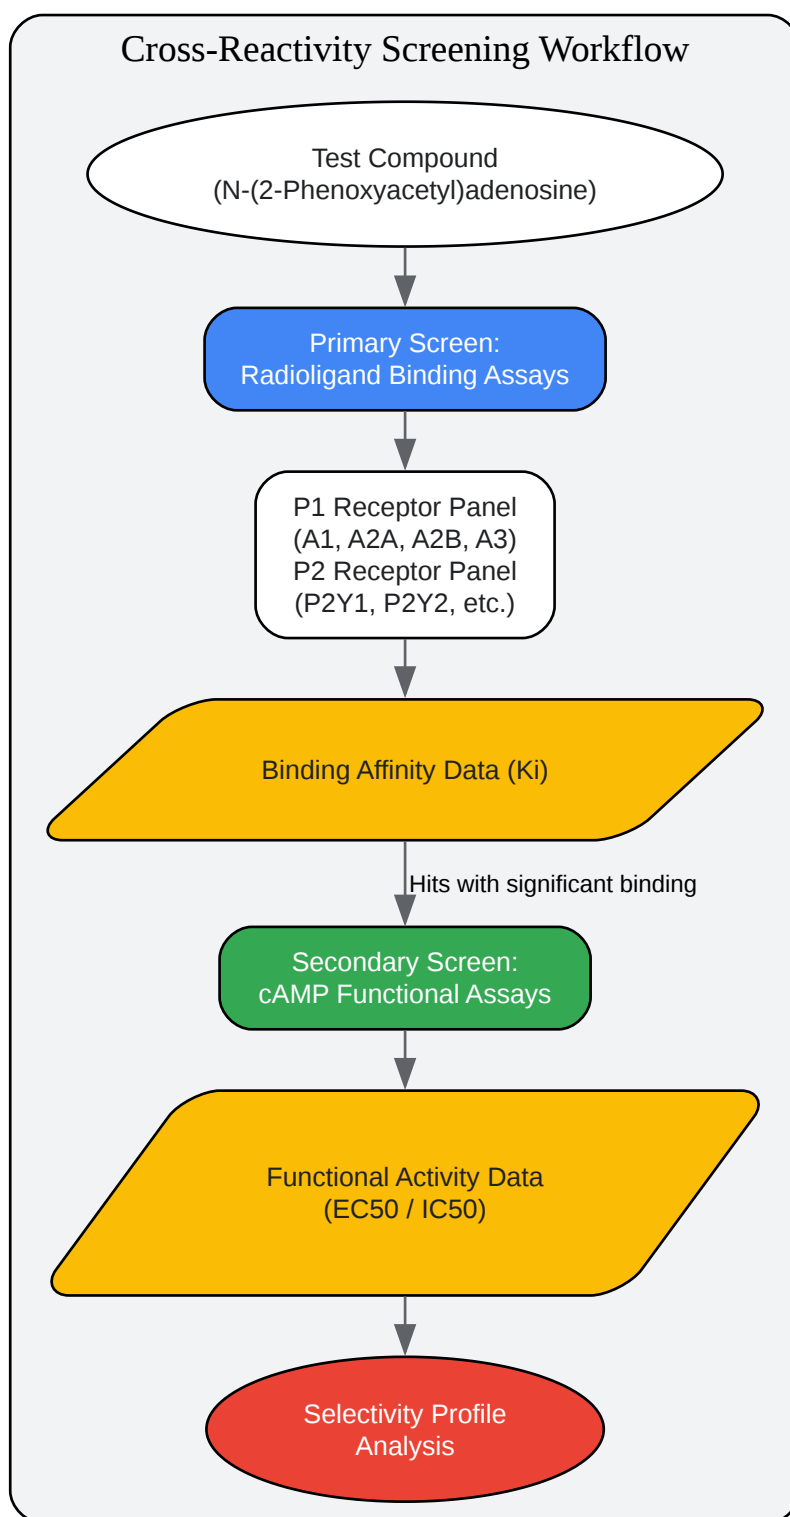 Cross-Reactivity Screening Workflow
Test Compound
(N-(2-Phenoxyacetyl)adenosine)
Primary Screen:
Radioligand Binding Assays
P1 Receptor Panel
(A1, A2A, A2B, A3)
P2 Receptor Panel
(P2Y1, P2Y2, etc.)
Binding Affinity Data (Ki)
Hits with significant binding
Secondary Screen:
cAMP Functional Assays
Functional Activity Data
(EC50 / IC50)
Selectivity Profile
Analysis